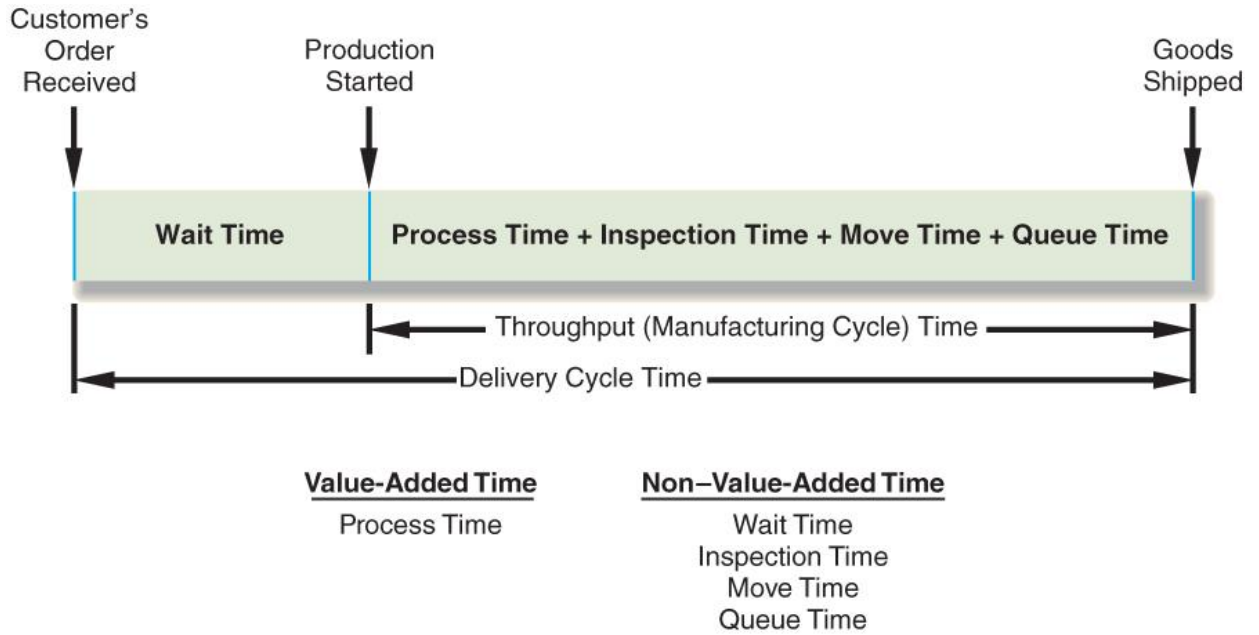 Customer's
Order
Received
Production
Started
Goods
Shipped
Wait Time
Process Time + Inspection Time + Move Time + Queue Time
Throughput (Manufacturing Cycle) Time
Delivery Cycle Time
Value-Added Time
Process Time
Non–Value-Added Time
Wait Time
Inspection Time
Move Time
Queue Time